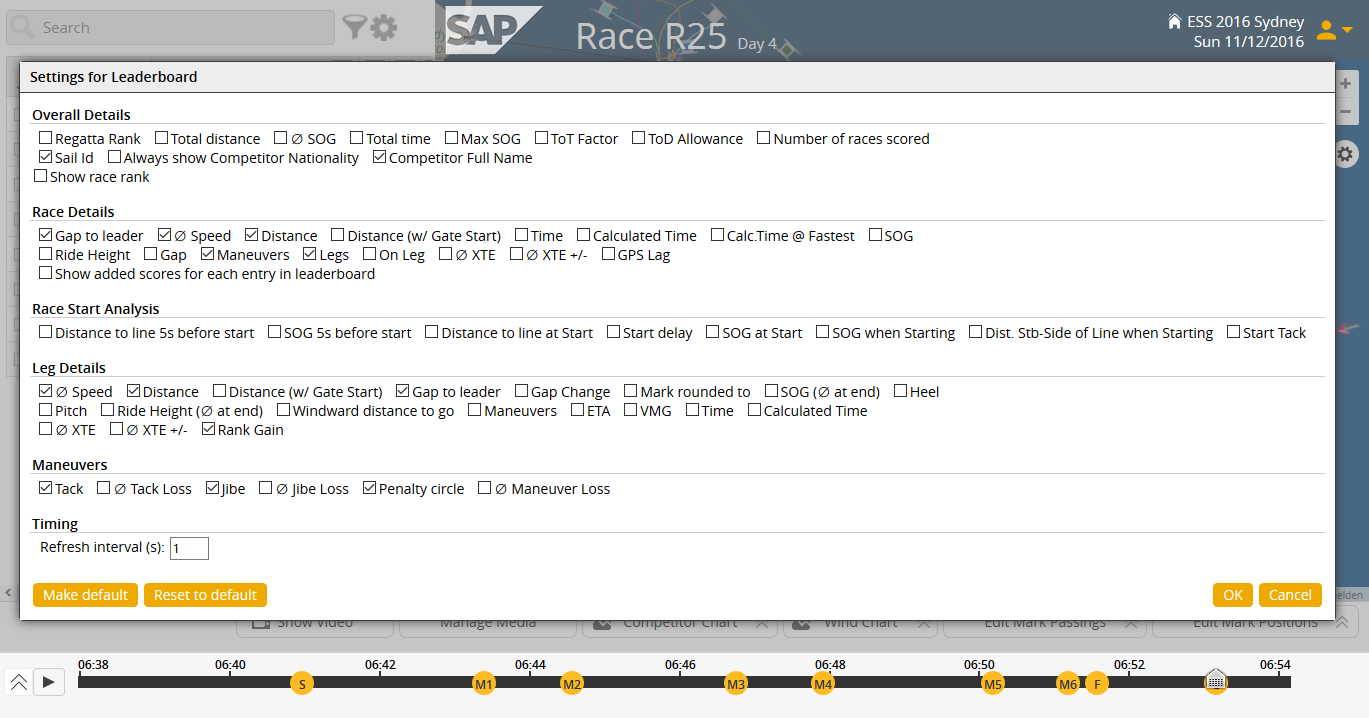 Search
SAP
Race R25 Day 4
ESS 2016 Sydney
Sun 11/12/2016
Settings for Leaderboard
Overall Details
Regatta Rank Total distance ∅ SOG Total time Max SOG ToT Factor ToD Allowance Number of races scored
Sail Id Always show Competitor Nationality Competitor Full Name
Show race rank
Race Details
Gap to leader ∅ Speed Distance Distance (w/ Gate Start) Time Calculated Time Calc.Time @ Fastest SOG
Ride Height Gap Maneuvers Legs On Leg ∅ XTE ∅ XTE +/- GPS Lag
Show added scores for each entry in leaderboard
Race Start Analysis
Distance to line 5s before start SOG 5s before start Distance to line at Start Start delay SOG at Start SOG when Starting Dist. Stb-Side of Line when Starting Start Tack
Leg Details
∅ Speed Distance Distance (w/ Gate Start) Gap to leader Gap Change Mark rounded to SOG (∅ at end) Heel
Pitch Ride Height (∅ at end) Windward distance to go Maneuvers ETA VMG Time Calculated Time
∅ XTE ∅ XTE +/- Rank Gain
Maneuvers
Tack ∅ Tack Loss Jibe ∅ Jibe Loss Penalty circle ∅ Maneuver Loss
Timing
Refresh interval (s): 1
Make default Reset to default OK Cancel
elden
Show Video Manage Media Competitor Chart Wind Chart Edit Mark Passings Edit Mark Positions
06:38 06:40 06:42 06:44 06:46 06:48 06:50 06:52 06:54
S M1 M2 M3 M4 M5 M6 F